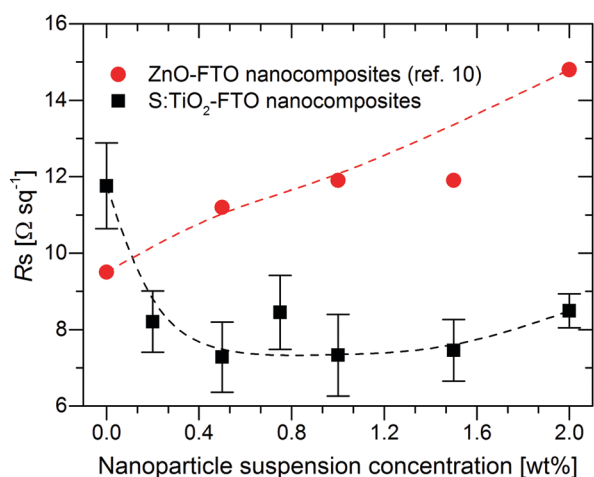 16
14
12
10
8
6
Rs [Ω sq⁻¹]
ZnO-FTO nanocomposites (ref. 10)
S:TiO₂-FTO nanocomposites
0.0 0.4 0.8 1.2 1.6 2.0
Nanoparticle suspension concentration [wt%]